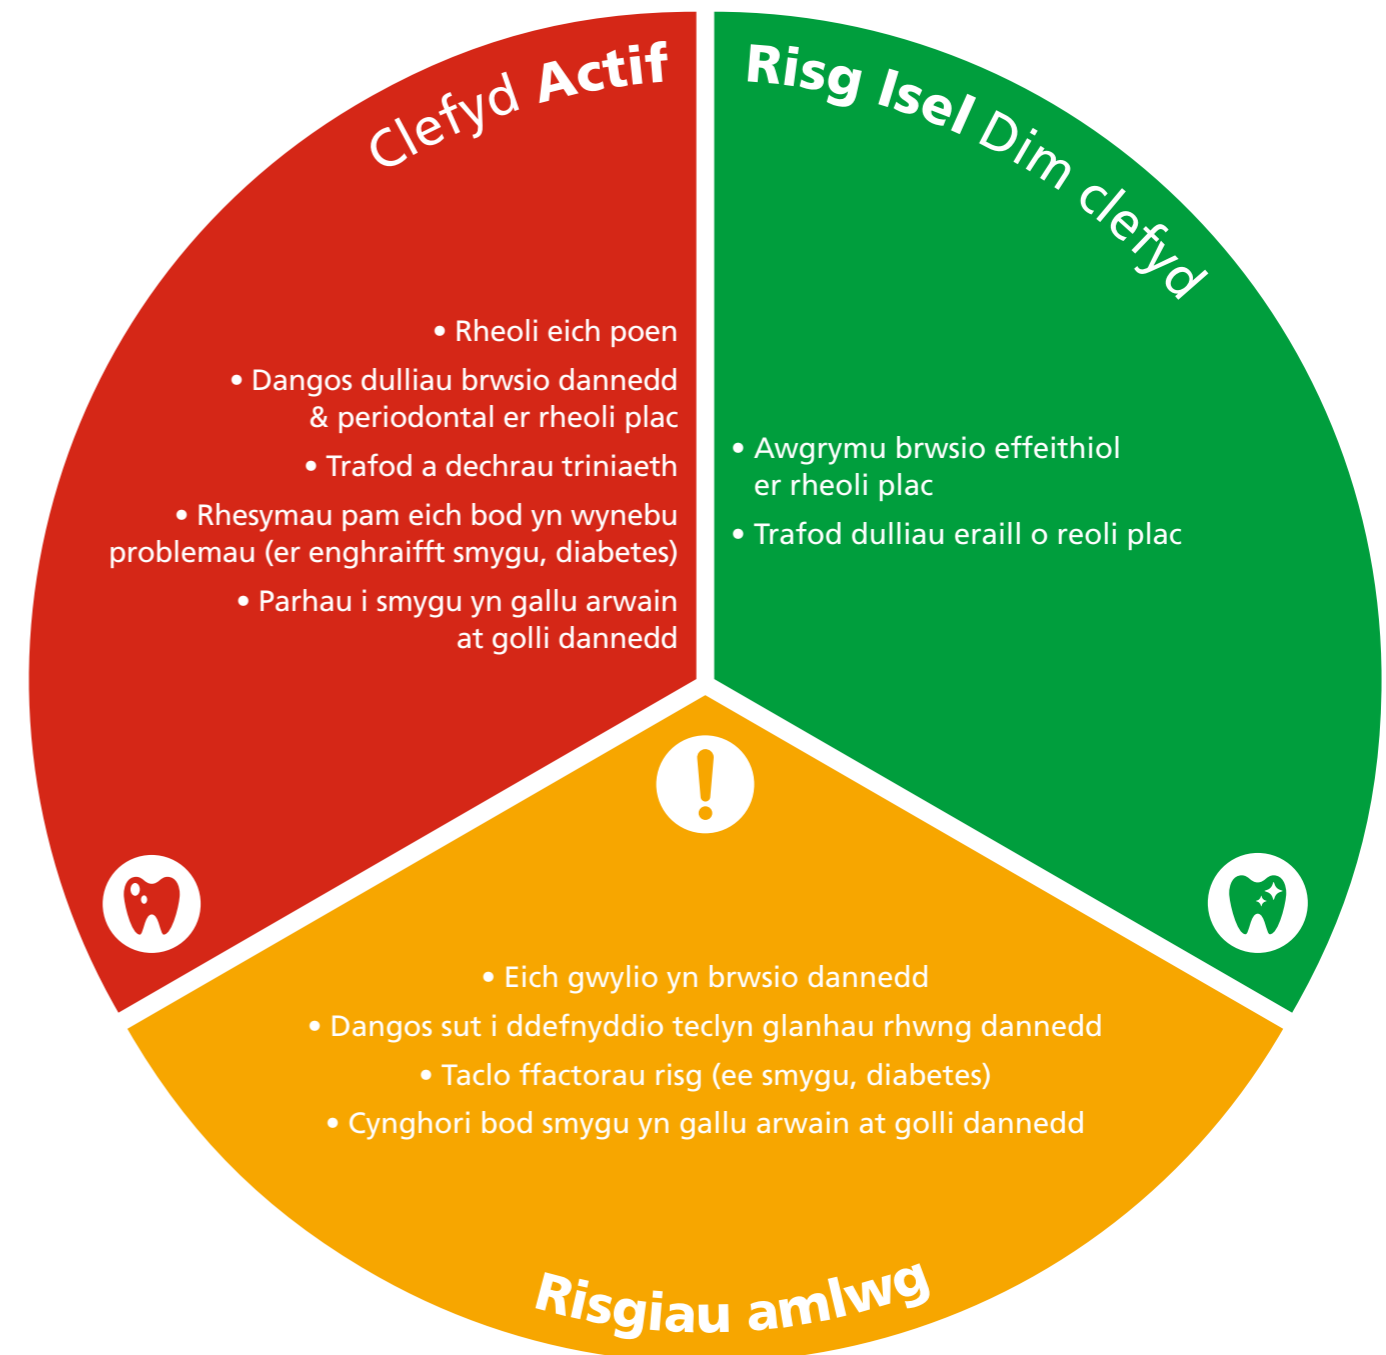 Clefyd Actif
• Rheoli eich poen
• Dangos dulliau brwsio dannedd
& periodontal er rheoli plac
• Trafod a dechrau triniaeth
• Rhesymau pam eich bod yn wynebu
problemau (er enghraifft smygu, diabetes)
• Parhau i smygu yn gallu arwain
at golli dannedd
Risg Isel Dim clefyd
• Awgrymu brwsio effeithiol
er rheoli plac
• Trafod dulliau eraill o reoli plac
!
• Eich gwylio yn brwsio dannedd
• Dangos sut i ddefnyddio teclyn glanhau rhwng dannedd
• Taclo ffactorau risg (ee smygu, diabetes)
• Cynghori bod smygu yn gallu arwain at golli dannedd
Risgiau amlwg